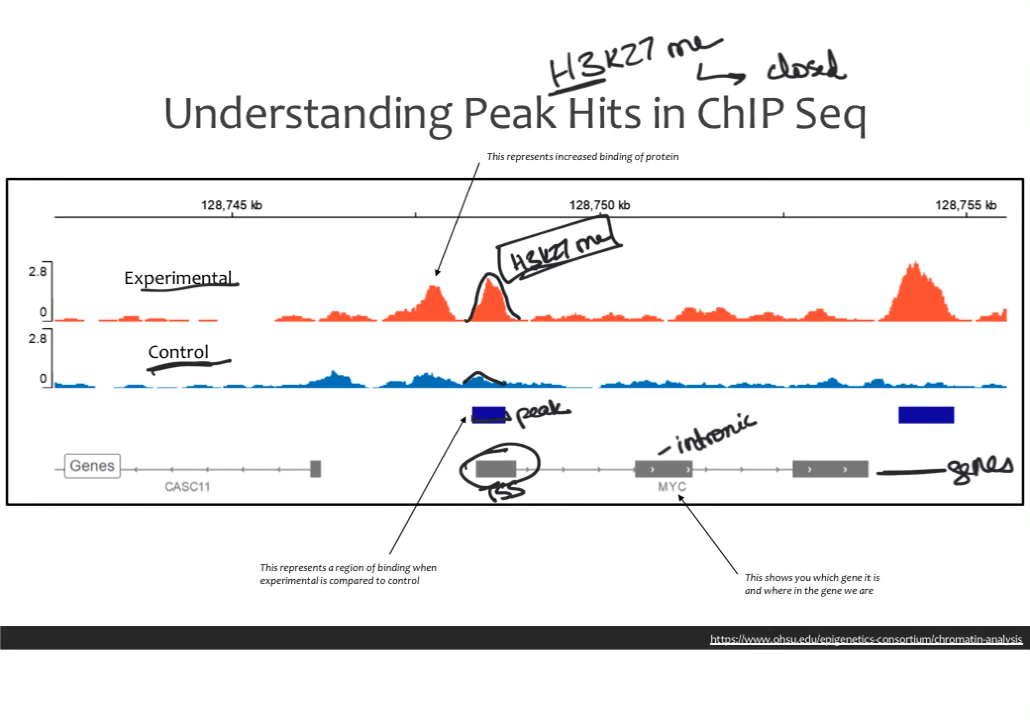 H3K27 me
↳ closed
Understanding Peak Hits in ChIP Seq
This represents increased binding of protein
128,745 kb 128,750 kb 128,755 kb
H3K27 me
2.8
Experimental
0
2.8
Control
0
peak
intronic
Genes
genes
CASC11
TSS
MYC
This represents a region of binding when
experimental is compared to control
This shows you which gene it is
and where in the gene we are
https://www.ohsu.edu/epigenetics-consortium/chromatin-analysis